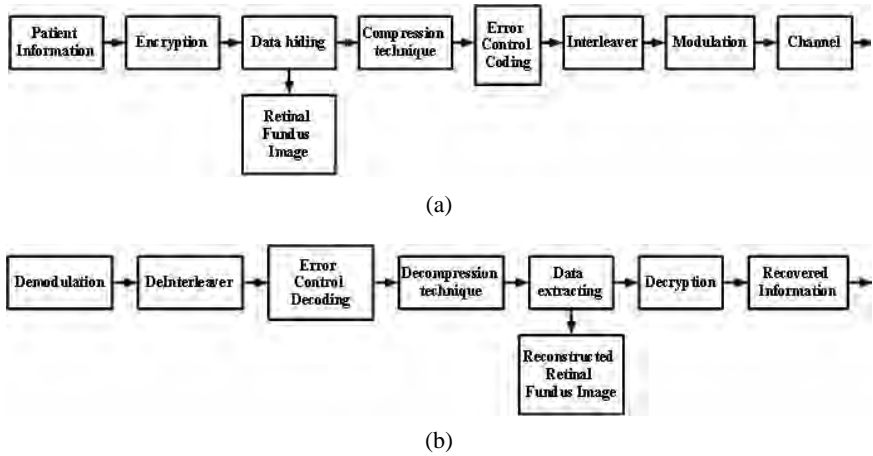 Patient
Information
Encryption
Data hiding
Compression
technique
Error
Control
Coding
Interleaver
Modulation
Channel
Retinal
Fundus
Image
(a)
Demodulation
DeInterleaver
Error
Control
Decoding
Decompression
technique
Data
extracting
Decryption
Recovered
Information
Reconstructed
Retinal
Fundus Image
(b)